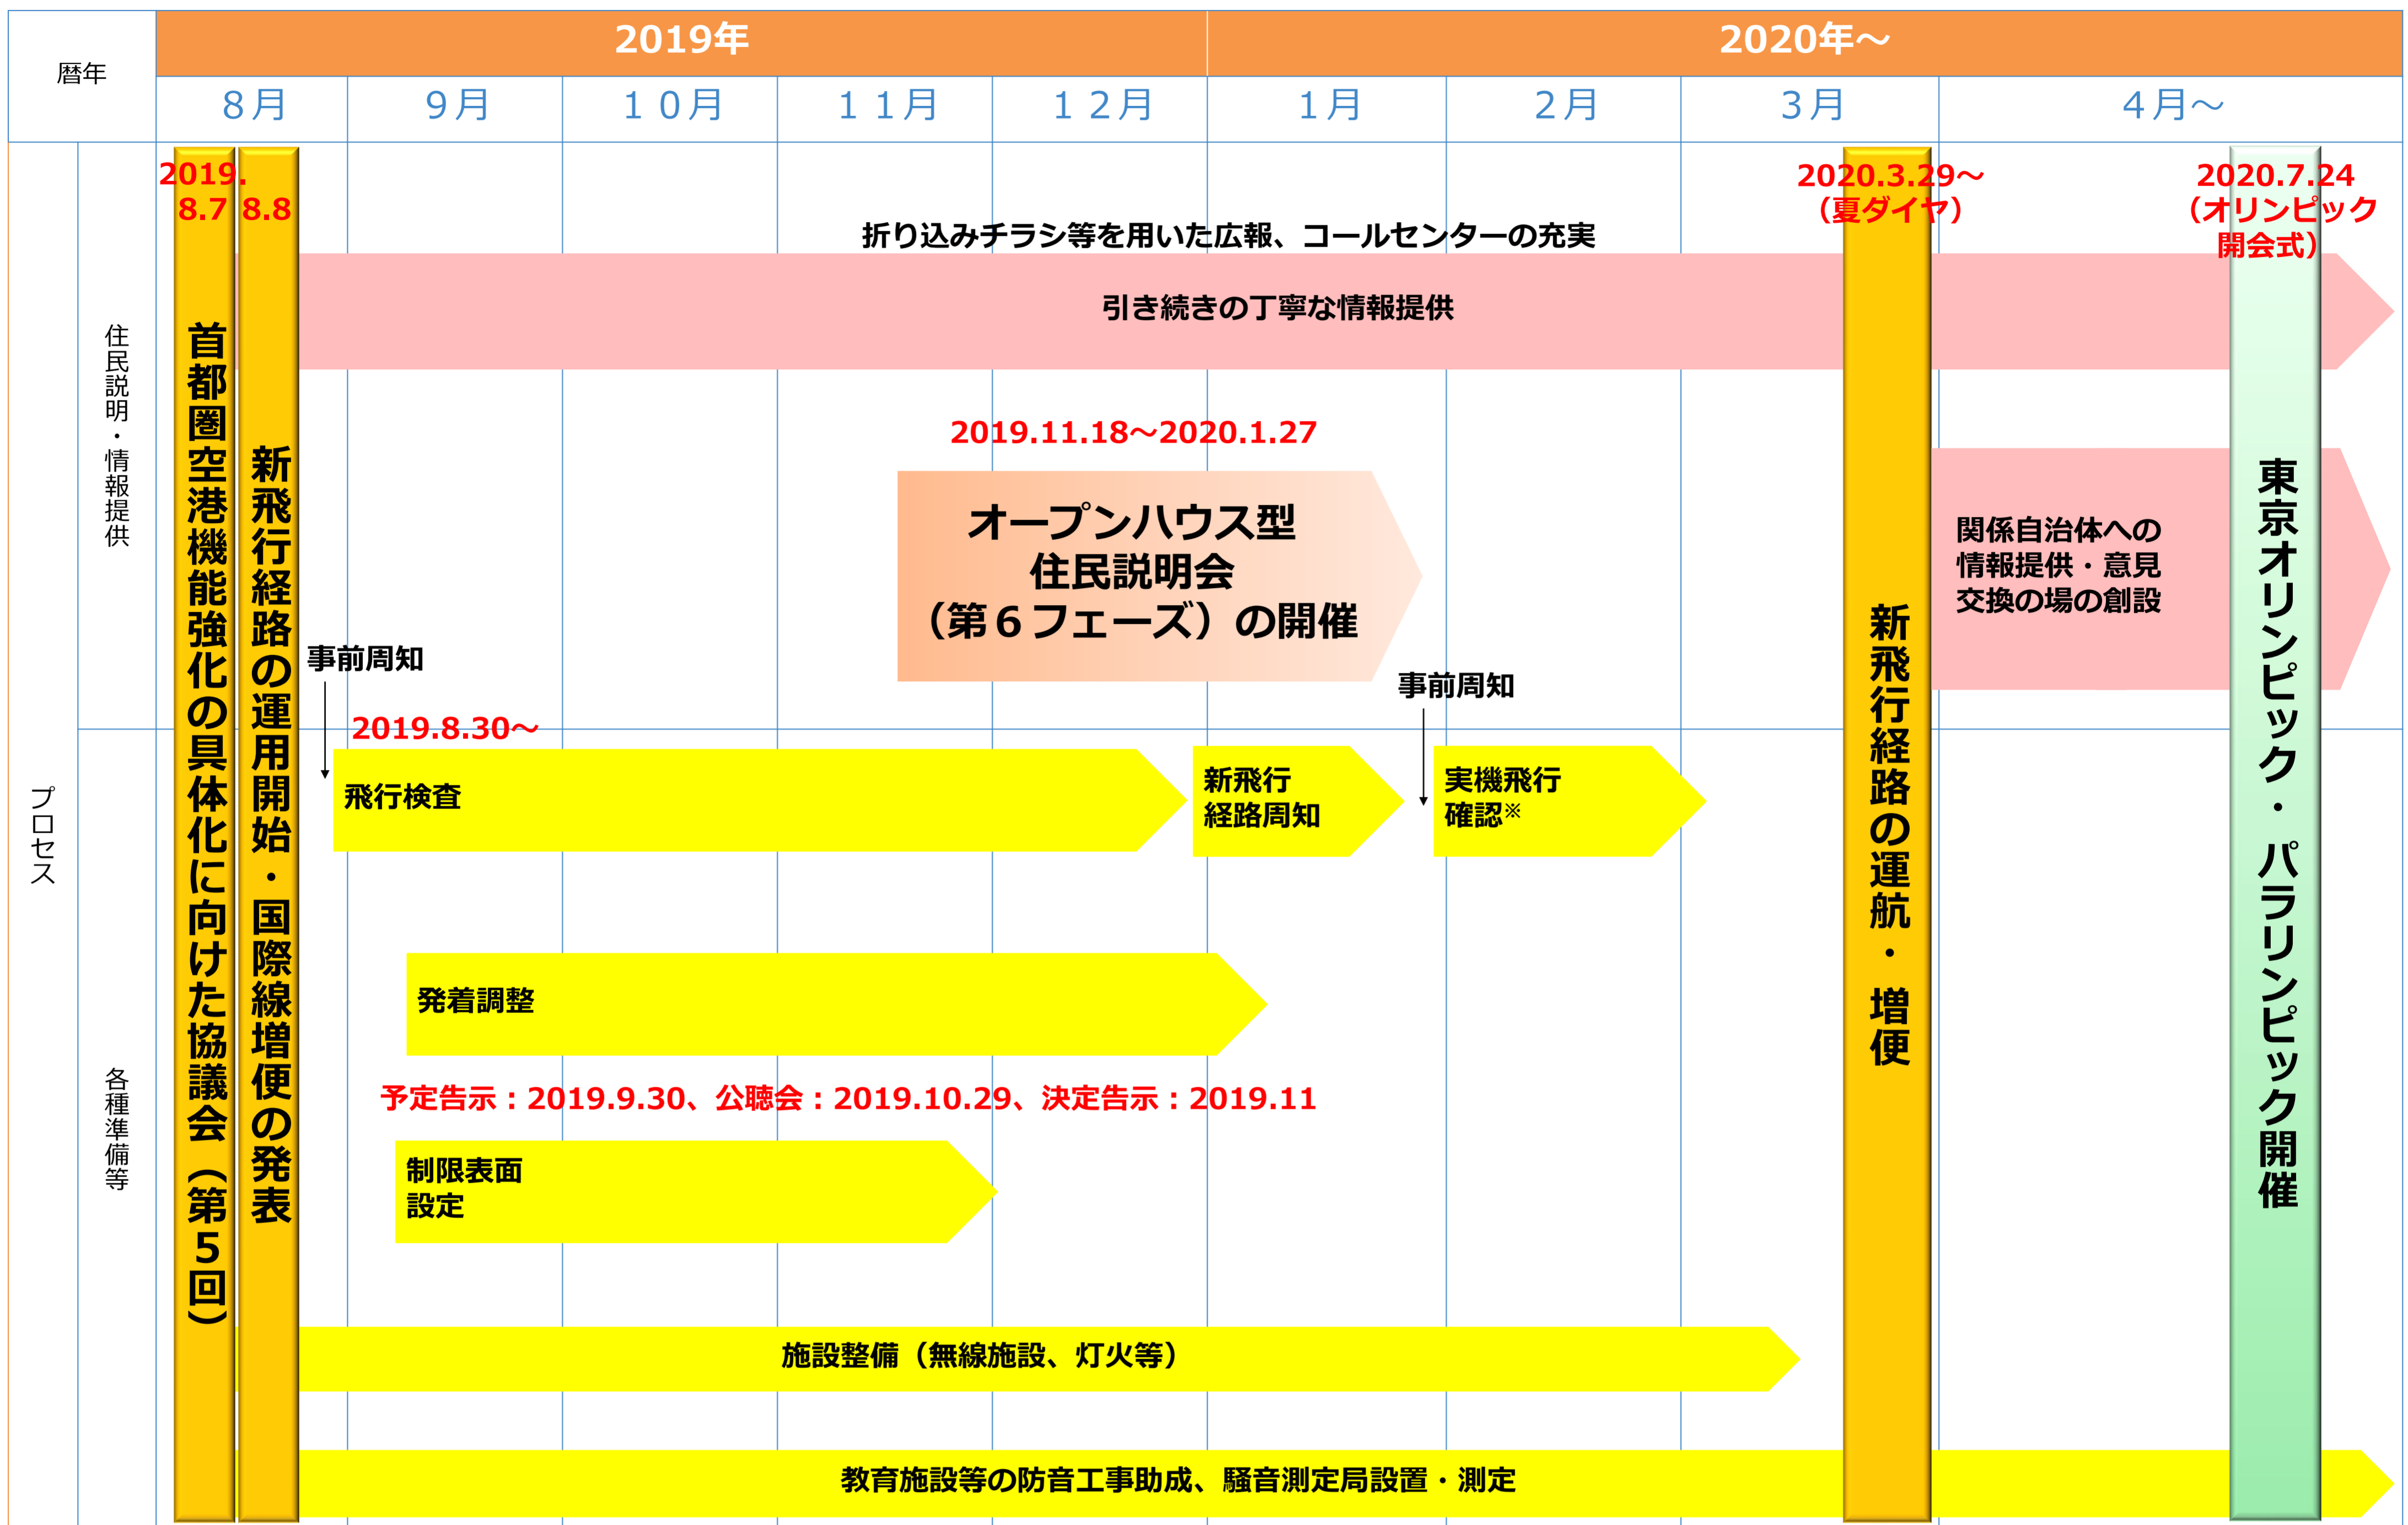 暦年
2019年
2020年～
８月
９月
１０月
１１月
１２月
１月
２月
３月
４月～
プロセス
住民説明・情報提供
各種準備等
2019.
8.7
8.8
首都圏空港機能強化の具体化に向けた協議会（第５回）
新飛行経路の運用開始・国際線増便の発表
折り込みチラシ等を用いた広報、コールセンターの充実
引き続きの丁寧な情報提供
2019.11.18～2020.1.27
オープンハウス型
住民説明会
（第６フェーズ）の開催
事前周知
2019.8.30～
飛行検査
新飛行
経路周知
事前周知
実機飛行
確認※
発着調整
予定告示：2019.9.30、公聴会：2019.10.29、決定告示：2019.11
制限表面
設定
施設整備（無線施設、灯火等）
教育施設等の防音工事助成、騒音測定局設置・測定
2020.3.29～
（夏ダイヤ）
新飛行経路の運航・増便
関係自治体への
情報提供・意見
交換の場の創設
2020.7.24
（オリンピック
開会式）
東京オリンピック・パラリンピック開催